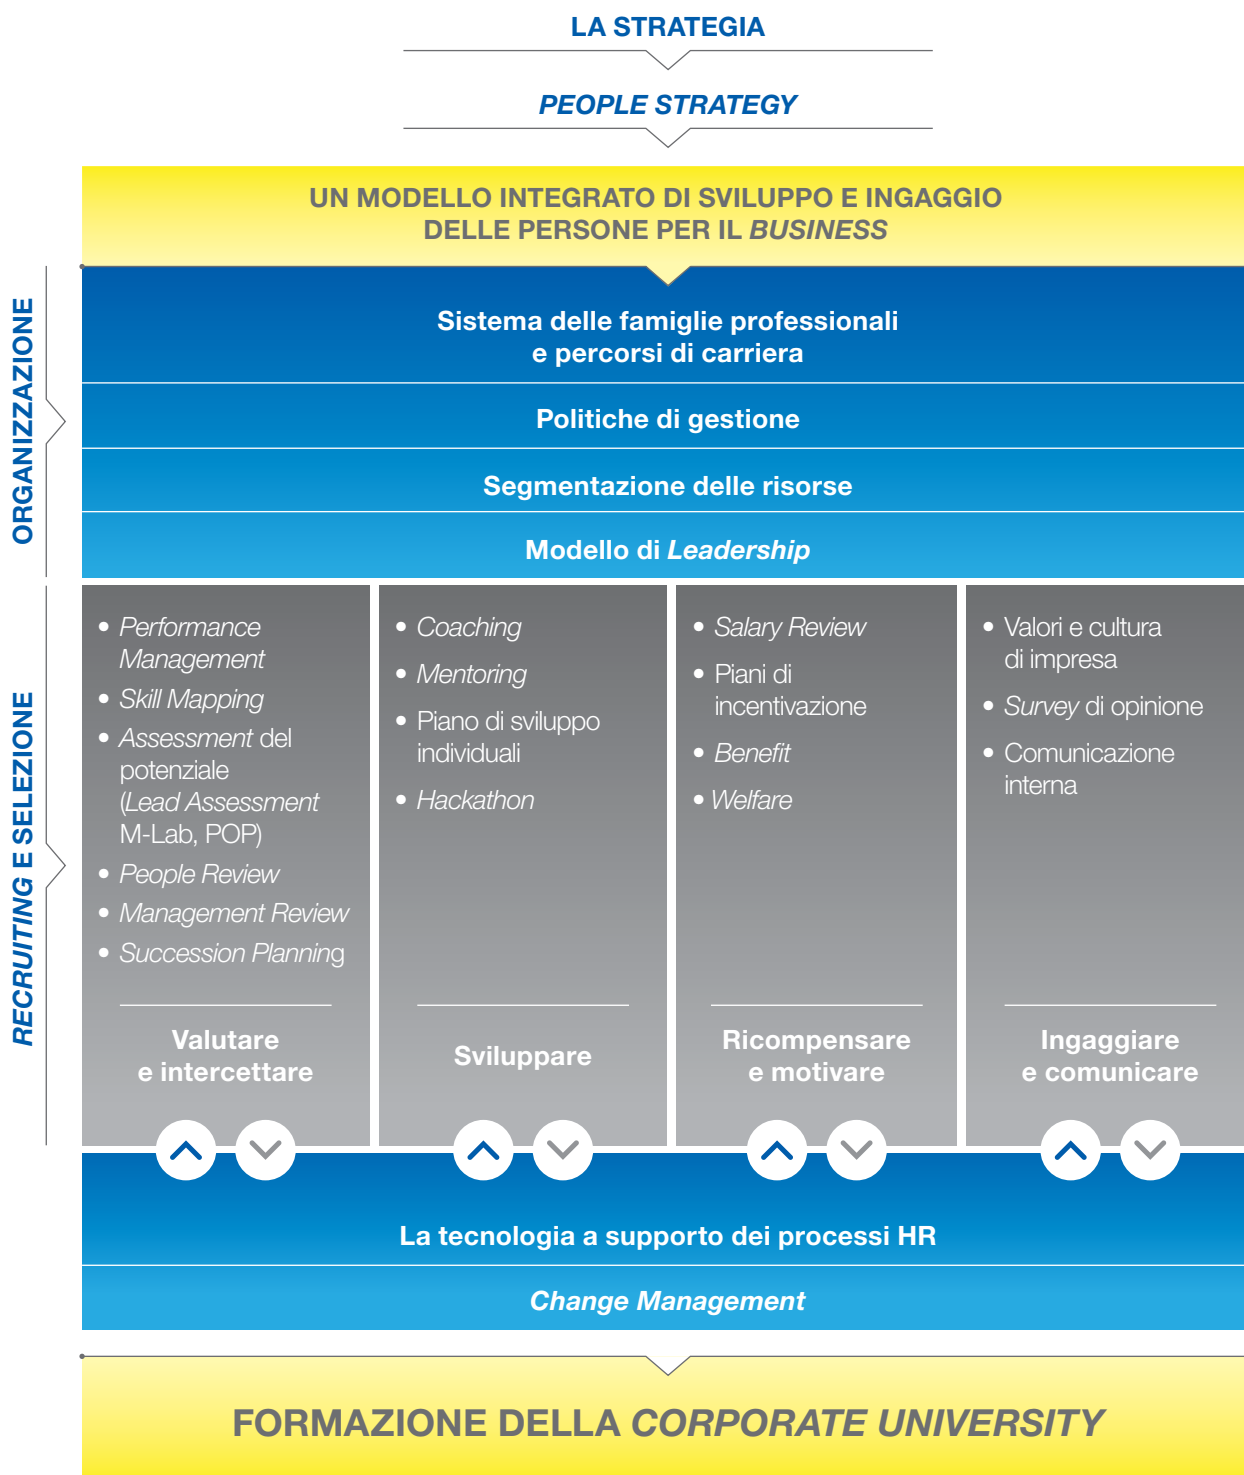 LA STRATEGIA
PEOPLE STRATEGY
UN MODELLO INTEGRATO DI SVILUPPO E INGAGGIO
DELLE PERSONE PER IL BUSINESS
ORGANIZZAZIONE
Sistema delle famiglie professionali
e percorsi di carriera
Politiche di gestione
Segmentazione delle risorse
Modello di Leadership
RECRUITING E SELEZIONE
• Performance
Management
• Skill Mapping
• Assessment del
potenziale
(Lead Assessment
M-Lab, POP)
• People Review
• Management Review
• Succession Planning
Valutare
e intercettare
• Coaching
• Mentoring
• Piano di sviluppo
individuali
• Hackathon
Sviluppare
• Salary Review
• Piani di
incentivazione
• Benefit
• Welfare
Ricompensare
e motivare
• Valori e cultura
di impresa
• Survey di opinione
• Comunicazione
interna
Ingaggiare
e comunicare
La tecnologia a supporto dei processi HR
Change Management
FORMAZIONE DELLA CORPORATE UNIVERSITY